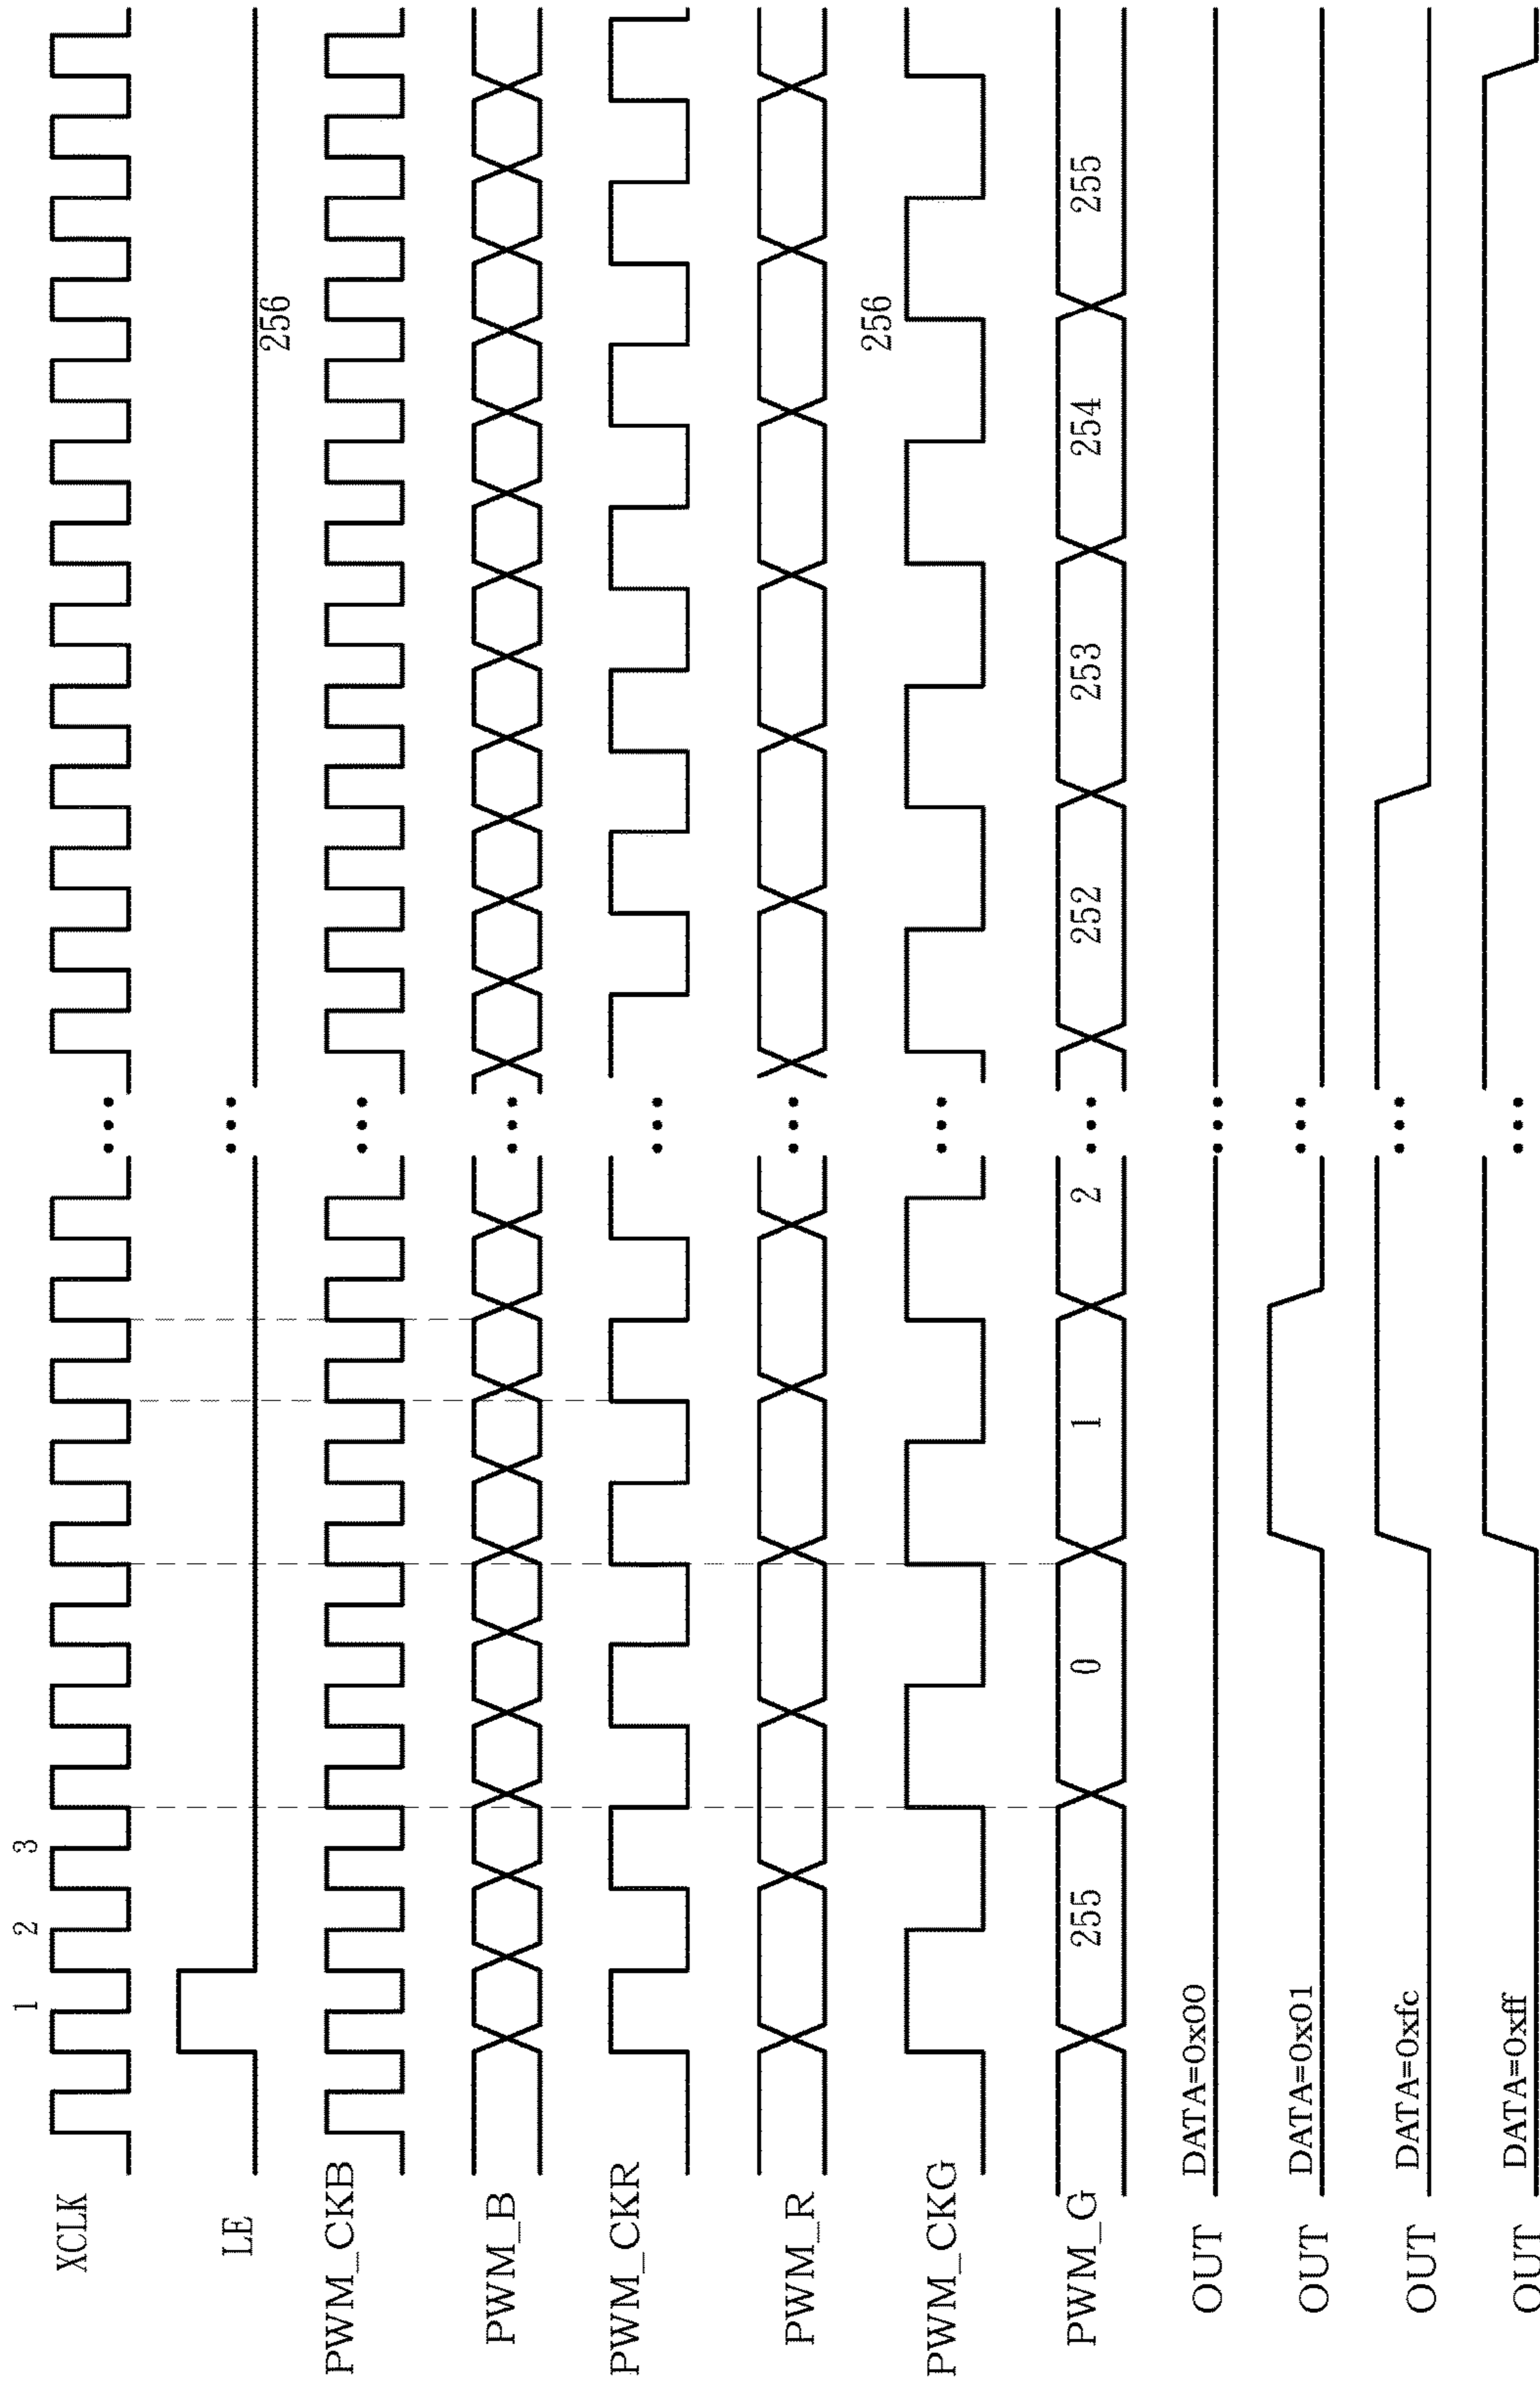 1 2 3
XCLK
LE
256
PWM_CKB
PWM_B
PWM_CKR
PWM_R
256
PWM_CKG
PWM_G 255 0 1 2 252 253 254 255
OUT DATA=0x00
OUT DATA=0x01
OUT DATA=0xfc
OUT DATA=0xff